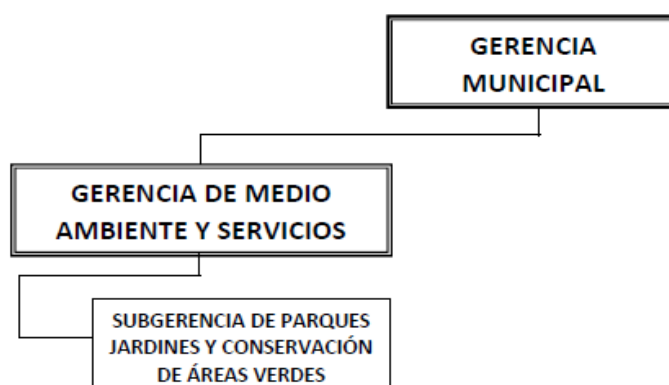 GERENCIA
MUNICIPAL
GERENCIA DE MEDIO
AMBIENTE Y SERVICIOS
SUBGERENCIA DE PARQUES
JARDINES Y CONSERVACIÓN
DE ÁREAS VERDES